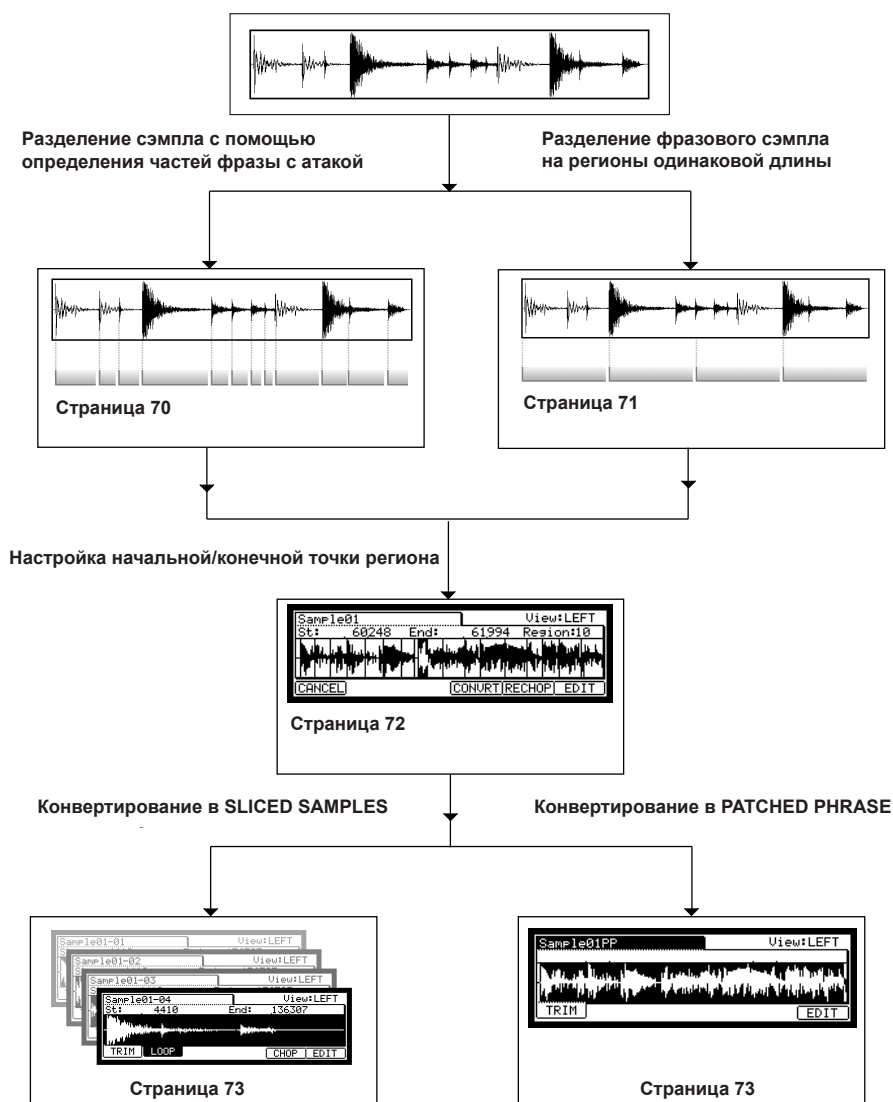 Разделение сэмпла с помощью
определения частей фразы с атакой
Разделение фразового сэмпла
на регионы одинаковой длины
Страница 70
Страница 71
Настройка начальной/конечной точки региона
Sample01 View:LEFT
St: 60248 End: 61994 Region:10
CANCEL CONVRT RECHOP EDIT
Страница 72
Конвертирование в SLICED SAMPLES
Конвертирование в PATCHED PHRASE
Sample01-01 View:LEFT
Sample01-02 View:LEFT
Sample01-03 View:LEFT
Sample01-04 View:LEFT
St: 4410 End: 136307
TRIM LOOP CHOP EDIT
Страница 73
Sample01PP View:LEFT
TRIM EDIT
Страница 73